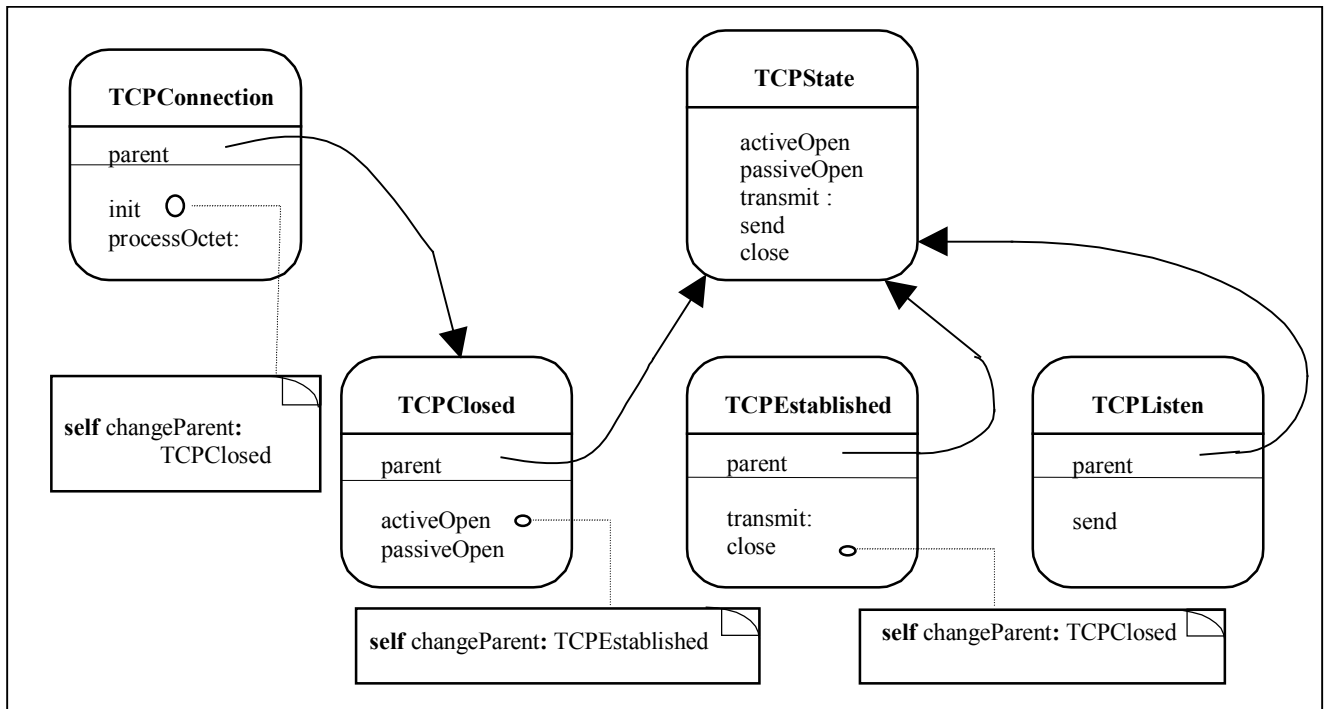 TCPConnection
parent
init
processOctet:
self changeParent:
TCPClosed
TCPState
activeOpen
passiveOpen
transmit :
send
close
TCPClosed
parent
activeOpen
passiveOpen
self changeParent: TCPEstablished
TCPEstablished
parent
transmit:
close
self changeParent: TCPClosed
TCPListen
parent
send